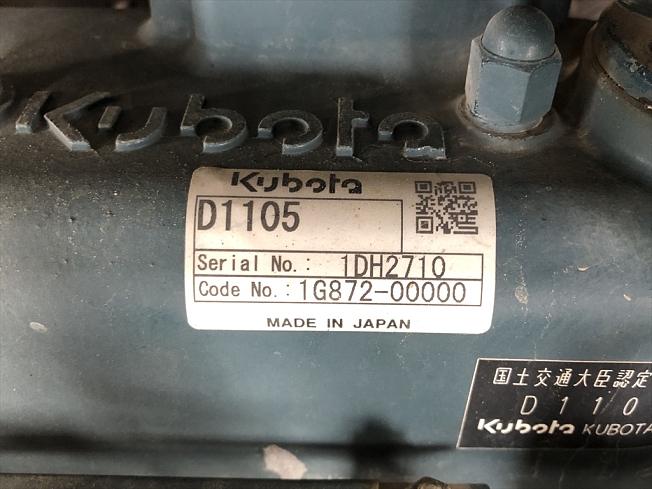 Kubota
Kubota
D1105
Serial No.: 1DH2710
Code No.: 1G872-00000
MADE IN JAPAN
国土交通大臣認定
D110
Kubota KUBOTA